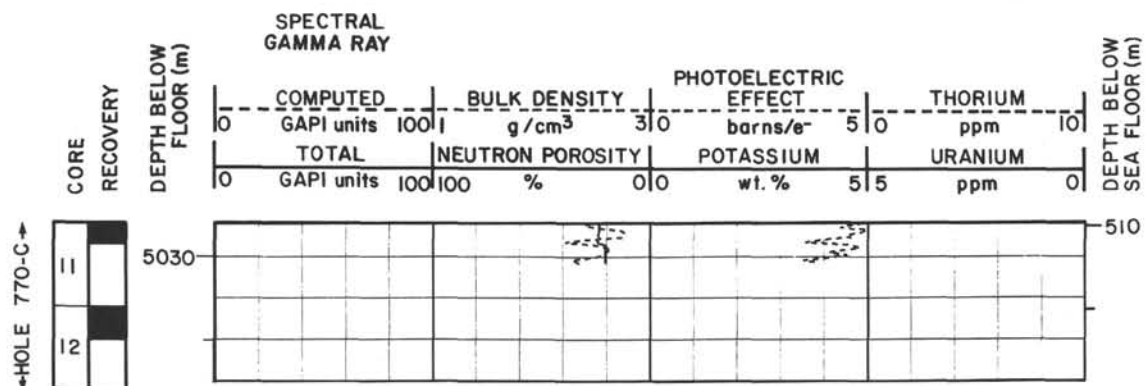 SPECTRAL
GAMMA RAY
COMPUTED
0 GAPI units 100
BULK DENSITY
1 g/cm³ 3
PHOTOELECTRIC
EFFECT
0 barns/e⁻ 5
THORIUM
0 ppm 10
TOTAL
0 GAPI units 100
NEUTRON POROSITY
100 % 0
POTASSIUM
0 wt. % 5
URANIUM
5 ppm 0
CORE
RECOVERY
DEPTH BELOW
FLOOR (m)
DEPTH BELOW
SEA FLOOR (m)
HOLE 770-C
11
12
5030
510